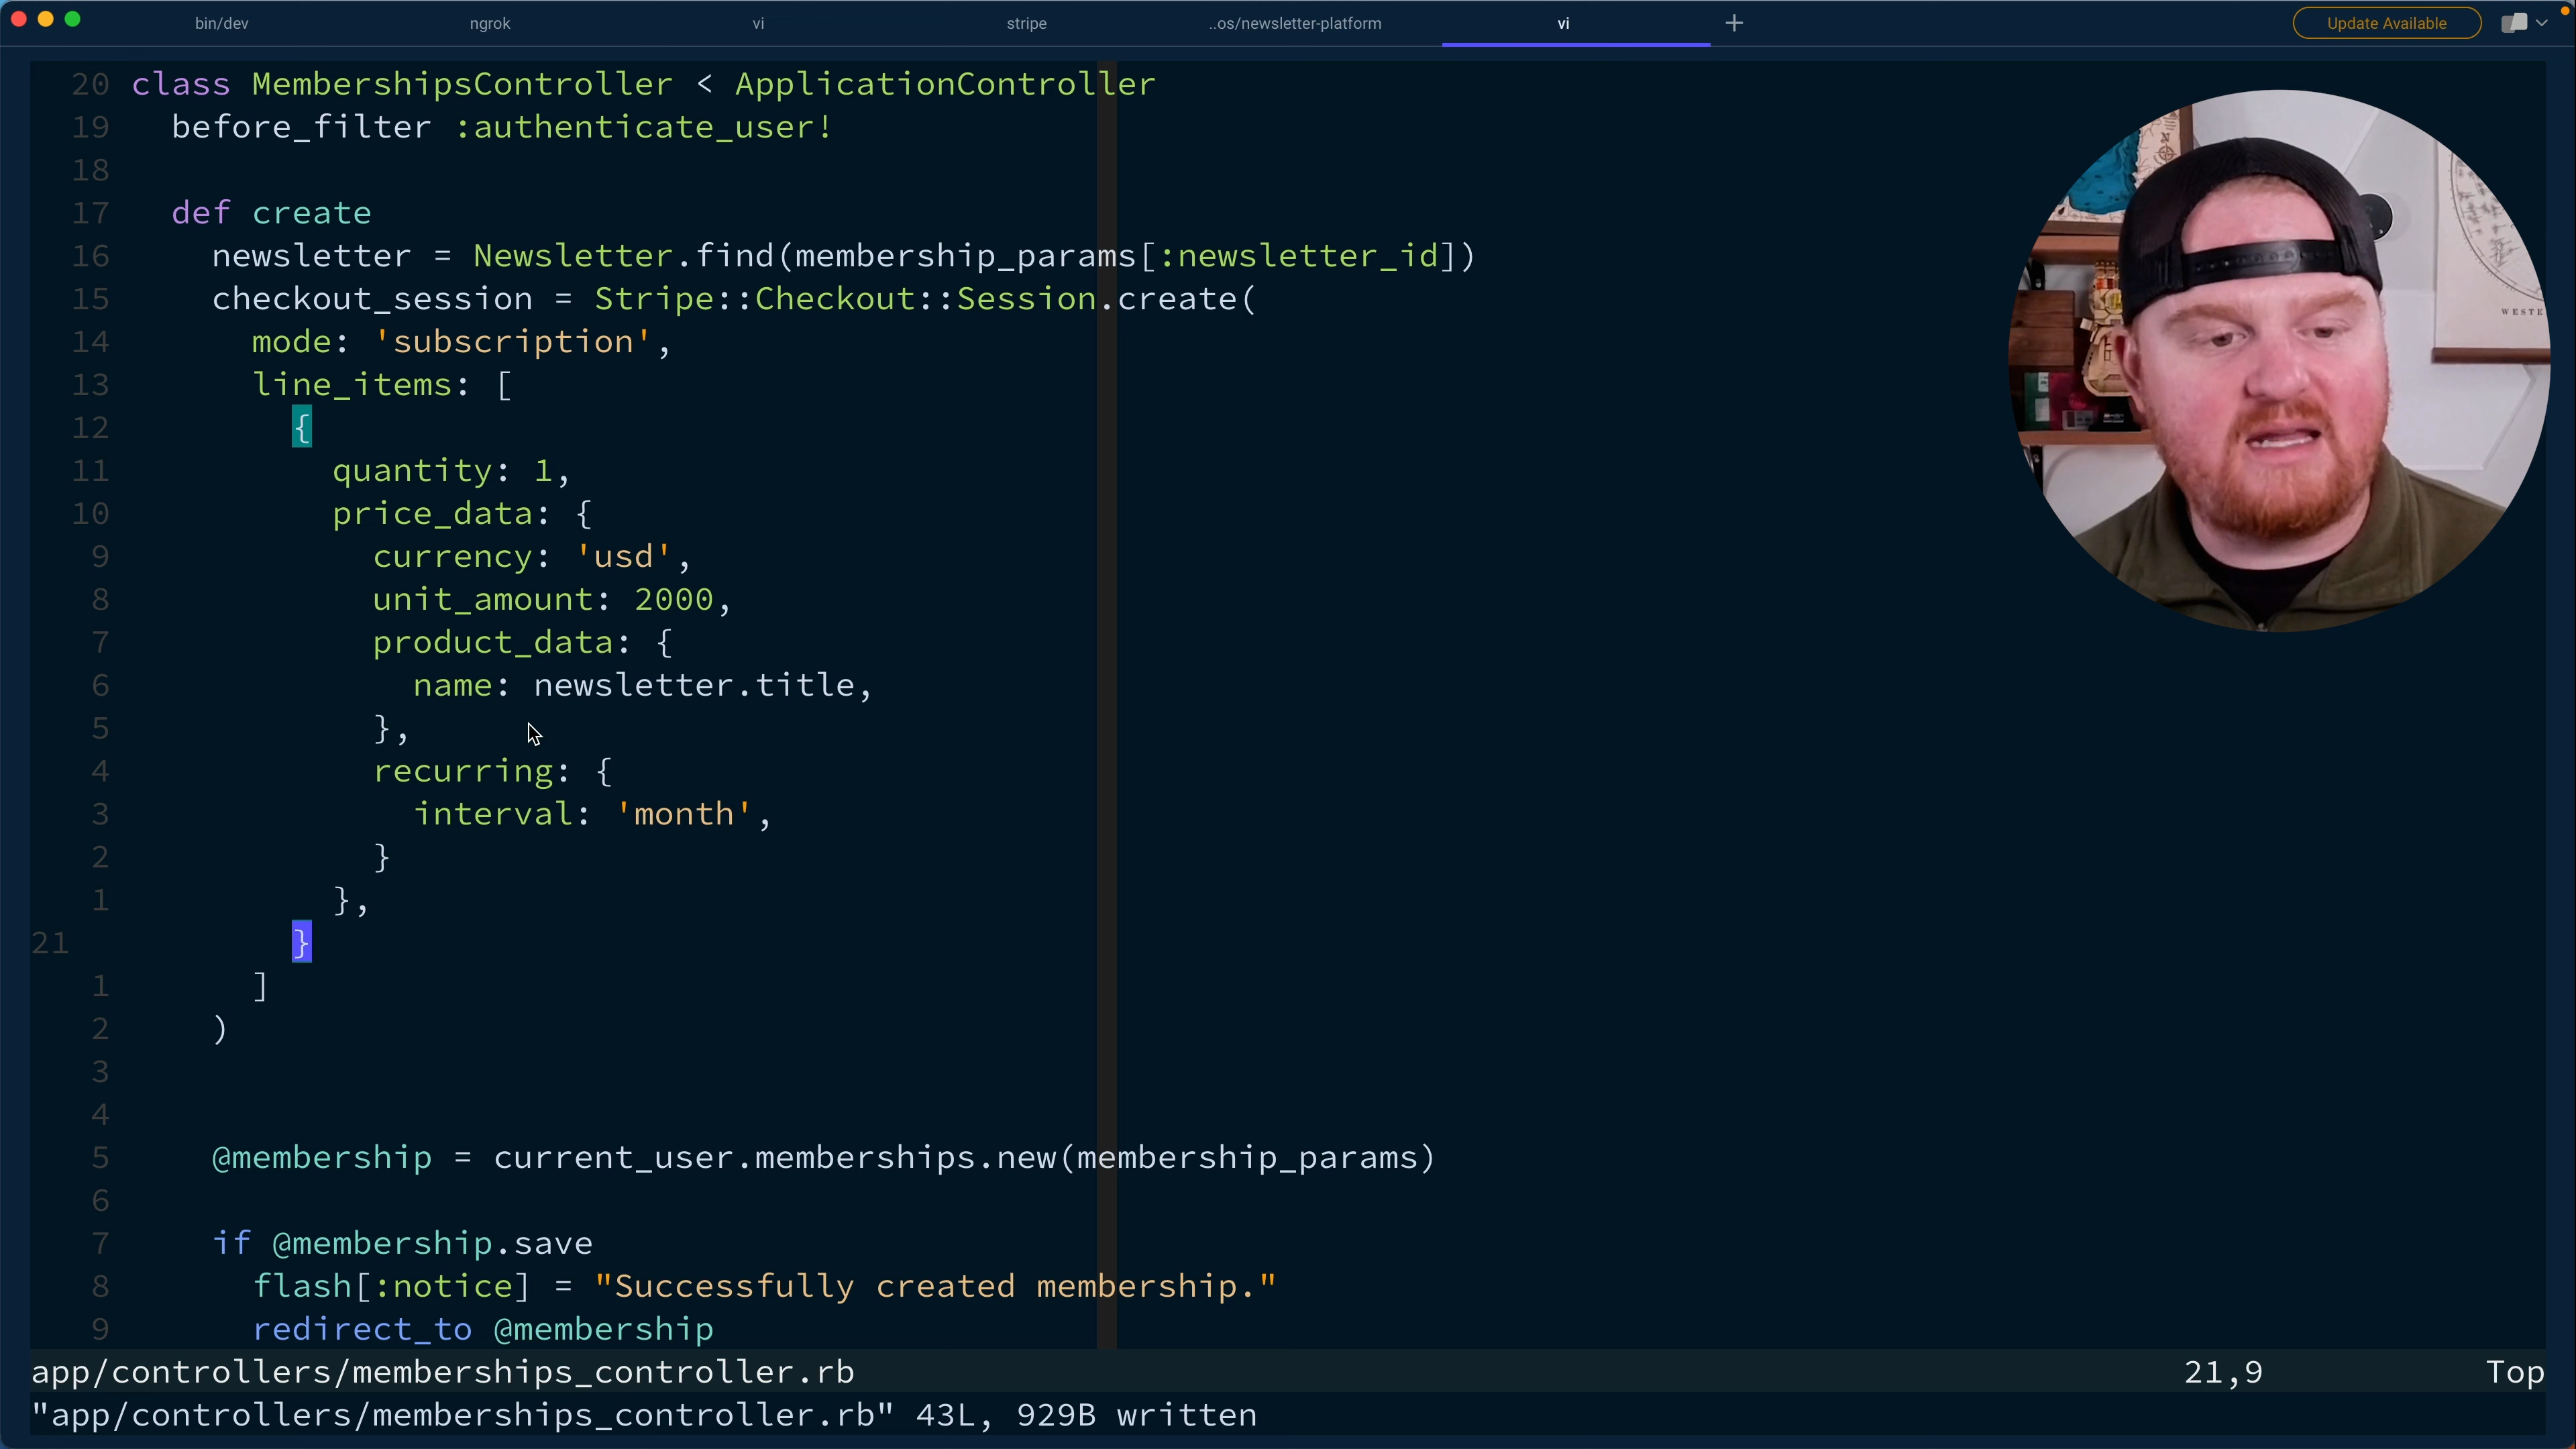 bin/dev ngrok vi stripe ..os/newsletter-platform vi + Update Available
20 class MembershipsController < ApplicationController
19   before_filter :authenticate_user!
18
17   def create
16     newsletter = Newsletter.find(membership_params[:newsletter_id])
15     checkout_session = Stripe::Checkout::Session.create(
14       mode: 'subscription',
13       line_items: [
12         {
11           quantity: 1,
10           price_data: {
9             currency: 'usd',
8             unit_amount: 2000,
7             product_data: {
6               name: newsletter.title,
5             },
4             recurring: {
3               interval: 'month',
2             }
1           },
21         }
1       ]
2     )
3
4
5     @membership = current_user.memberships.new(membership_params)
6
7     if @membership.save
8       flash[:notice] = "Successfully created membership."
9       redirect_to @membership
app/controllers/memberships_controller.rb 21,9 Top
"app/controllers/memberships_controller.rb" 43L, 929B written
WESTE